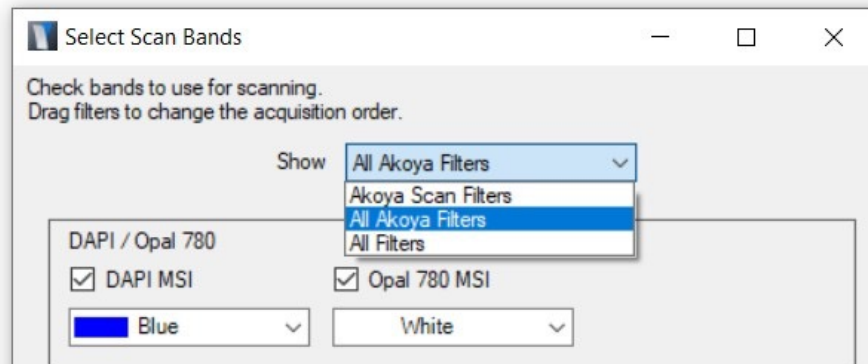 Select Scan Bands
Check bands to use for scanning.
Drag filters to change the acquisition order.
Show All Akoya Filters
Akoya Scan Filters
All Akoya Filters
All Filters
DAPI / Opal 780
DAPI MSI Opal 780 MSI
Blue White